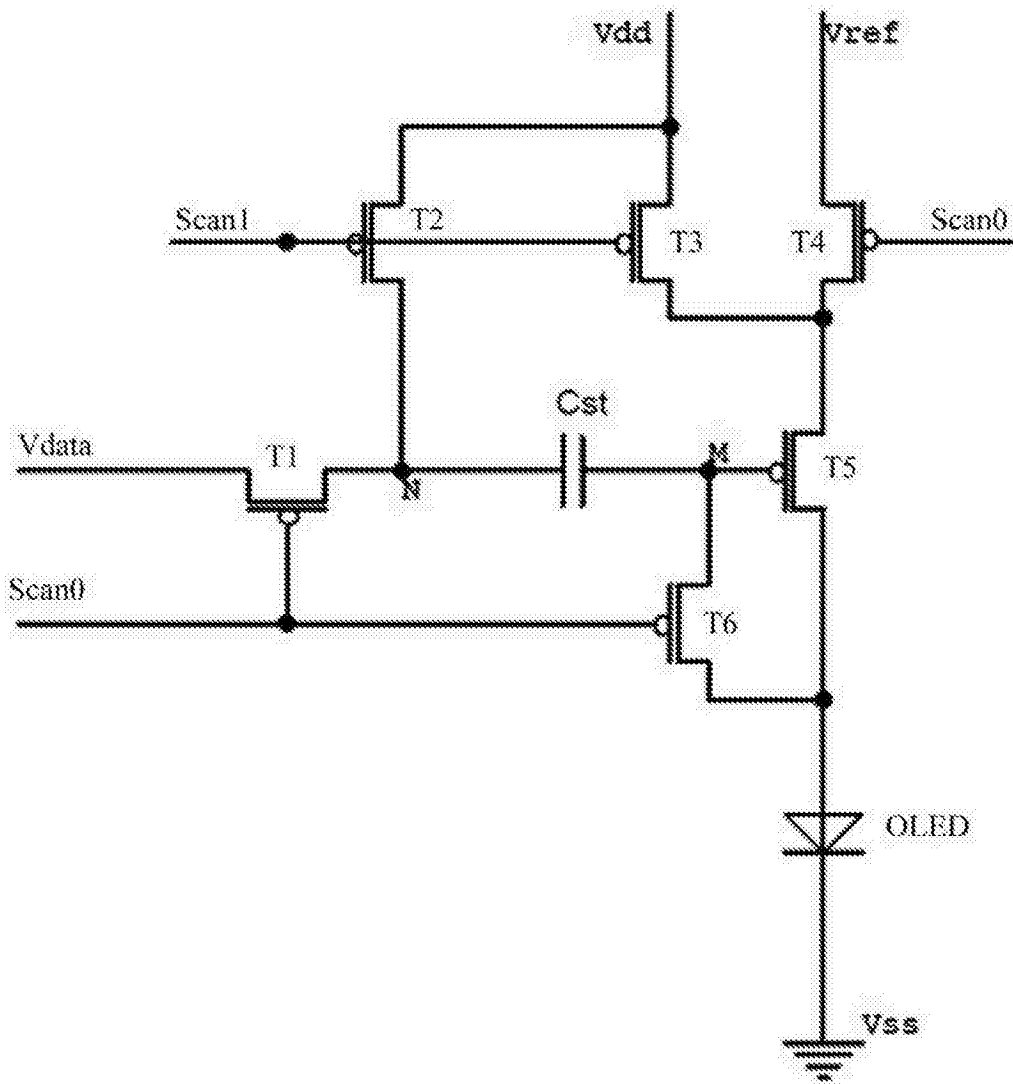 Vdd
Vref
Scan1
T2
T3
T4
Scan0
Cst
Vdata
T1
N
M
T5
Scan0
T6
OLED
Vss